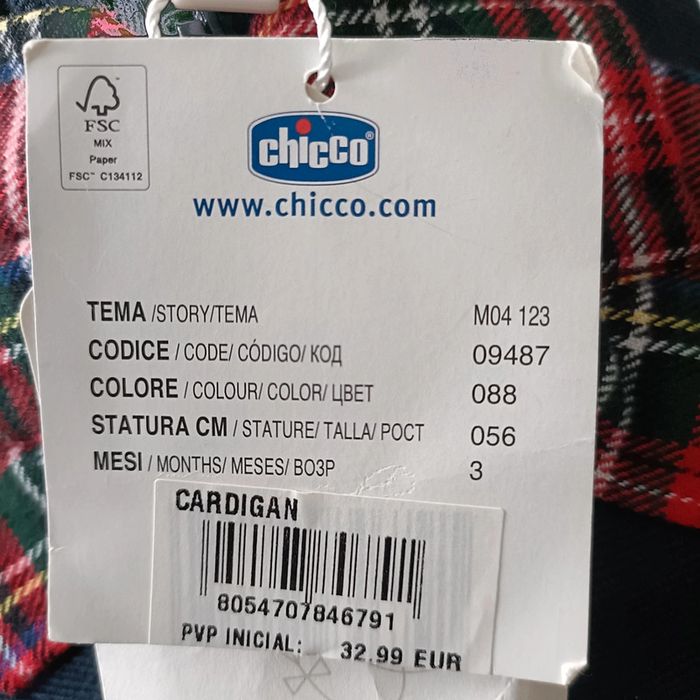 FSC
MIX
Paper
FSC™ C134112
chicco®
www.chicco.com
TEMA /STORY/TEMA M04 123
CODICE / CODE/ CÓDIGO/ КОД 09487
COLORE / COLOUR/ COLOR/ ЦВЕТ 088
STATURA CM / STATURE/ TALLA/ РОСТ 056
MESI / MONTHS/ MESES/ ВОЗР 3
CARDIGAN
8054707846791
PVP INICIAL: 32.99 EUR